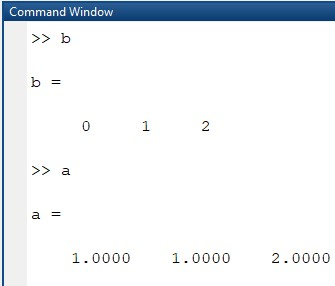 Command Window
>> b
b =
0 1 2
>> a
a =
1.0000 1.0000 2.0000